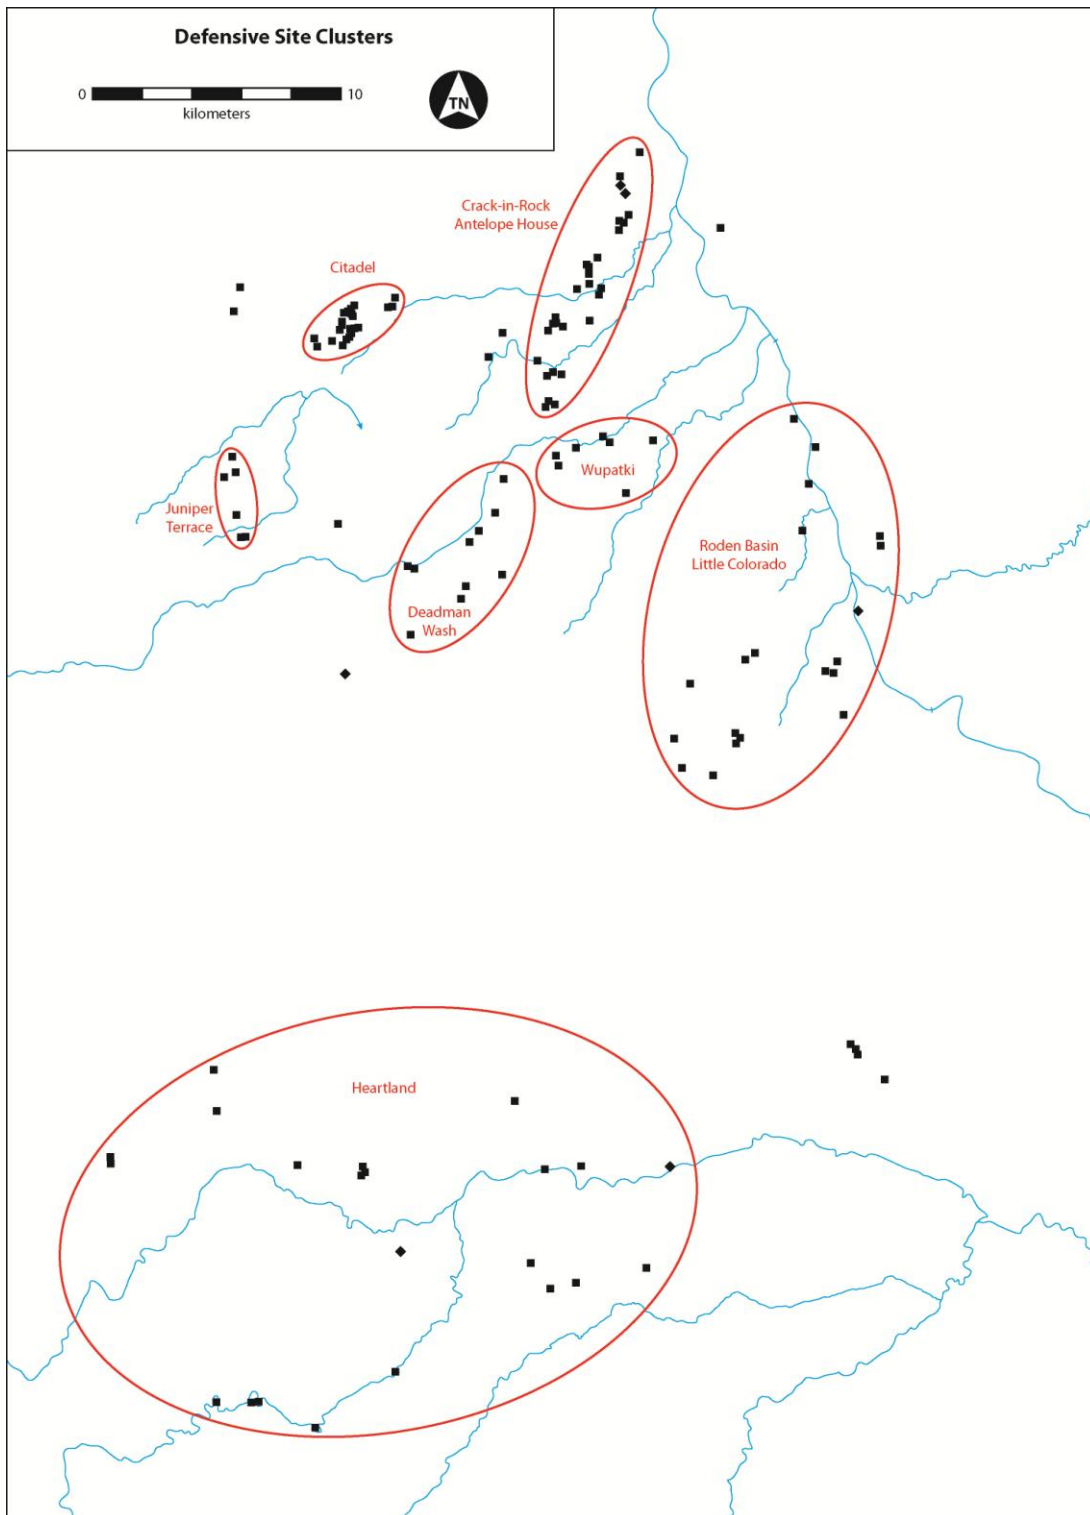 Defensive Site Clusters
0 10
kilometers
TN
Crack-in-Rock
Antelope House
Citadel
Wupatki
Juniper
Terrace
Roden Basin
Little Colorado
Deadman
Wash
Heartland